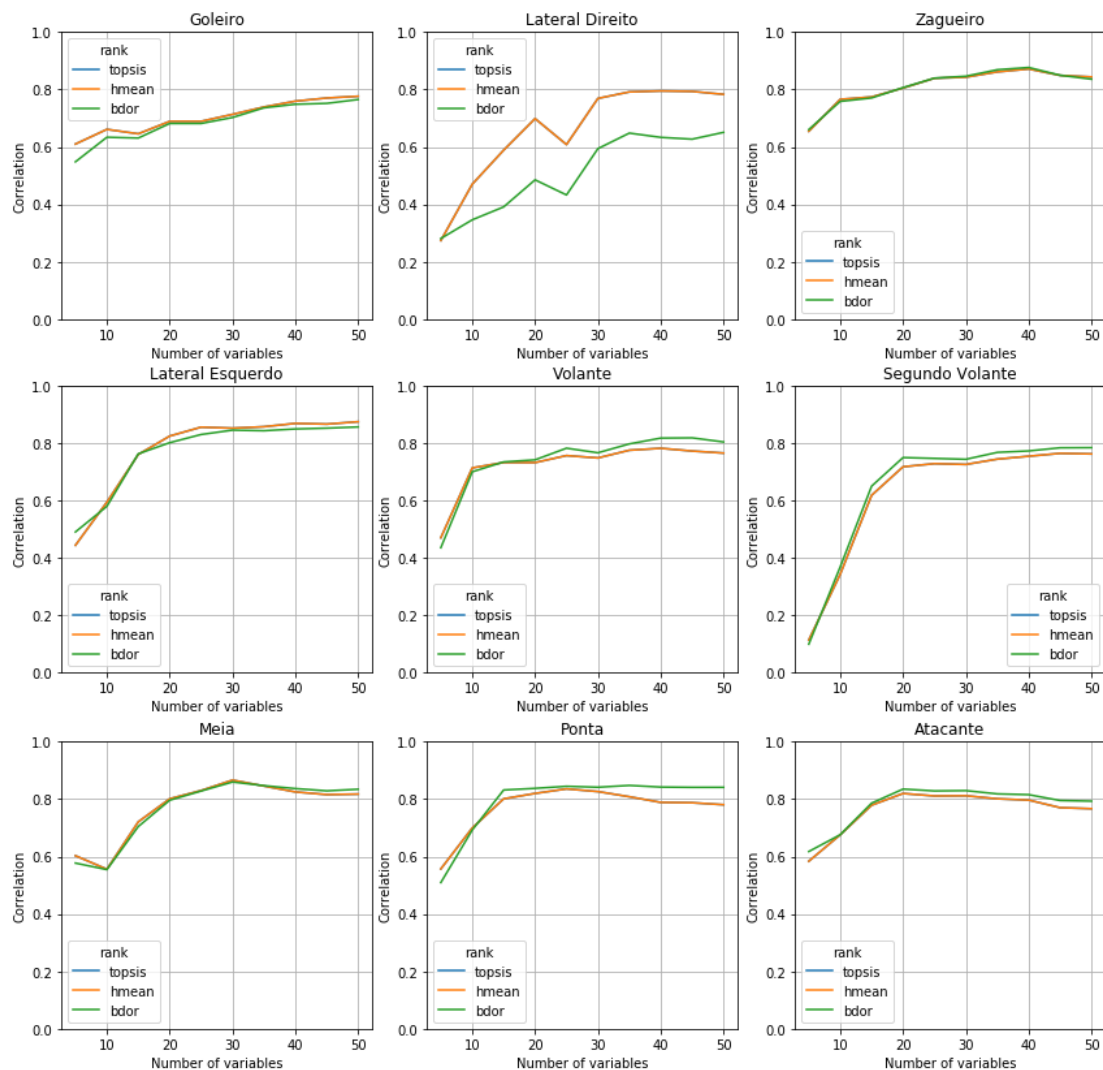 Goleiro
1.0
0.8
0.6
0.4
0.2
0.0
Correlation
rank
topsis
hmean
bdor
10 20 30 40 50
Number of variables
Lateral Direito
1.0
0.8
0.6
0.4
0.2
0.0
Correlation
rank
topsis
hmean
bdor
10 20 30 40 50
Number of variables
Zagueiro
1.0
0.8
0.6
0.4
0.2
0.0
Correlation
rank
topsis
hmean
bdor
10 20 30 40 50
Number of variables
Lateral Esquerdo
1.0
0.8
0.6
0.4
0.2
0.0
Correlation
rank
topsis
hmean
bdor
10 20 30 40 50
Number of variables
Volante
1.0
0.8
0.6
0.4
0.2
0.0
Correlation
rank
topsis
hmean
bdor
10 20 30 40 50
Number of variables
Segundo Volante
1.0
0.8
0.6
0.4
0.2
0.0
Correlation
rank
topsis
hmean
bdor
10 20 30 40 50
Number of variables
Meia
1.0
0.8
0.6
0.4
0.2
0.0
Correlation
rank
topsis
hmean
bdor
10 20 30 40 50
Number of variables
Ponta
1.0
0.8
0.6
0.4
0.2
0.0
Correlation
rank
topsis
hmean
bdor
10 20 30 40 50
Number of variables
Atacante
1.0
0.8
0.6
0.4
0.2
0.0
Correlation
rank
topsis
hmean
bdor
10 20 30 40 50
Number of variables